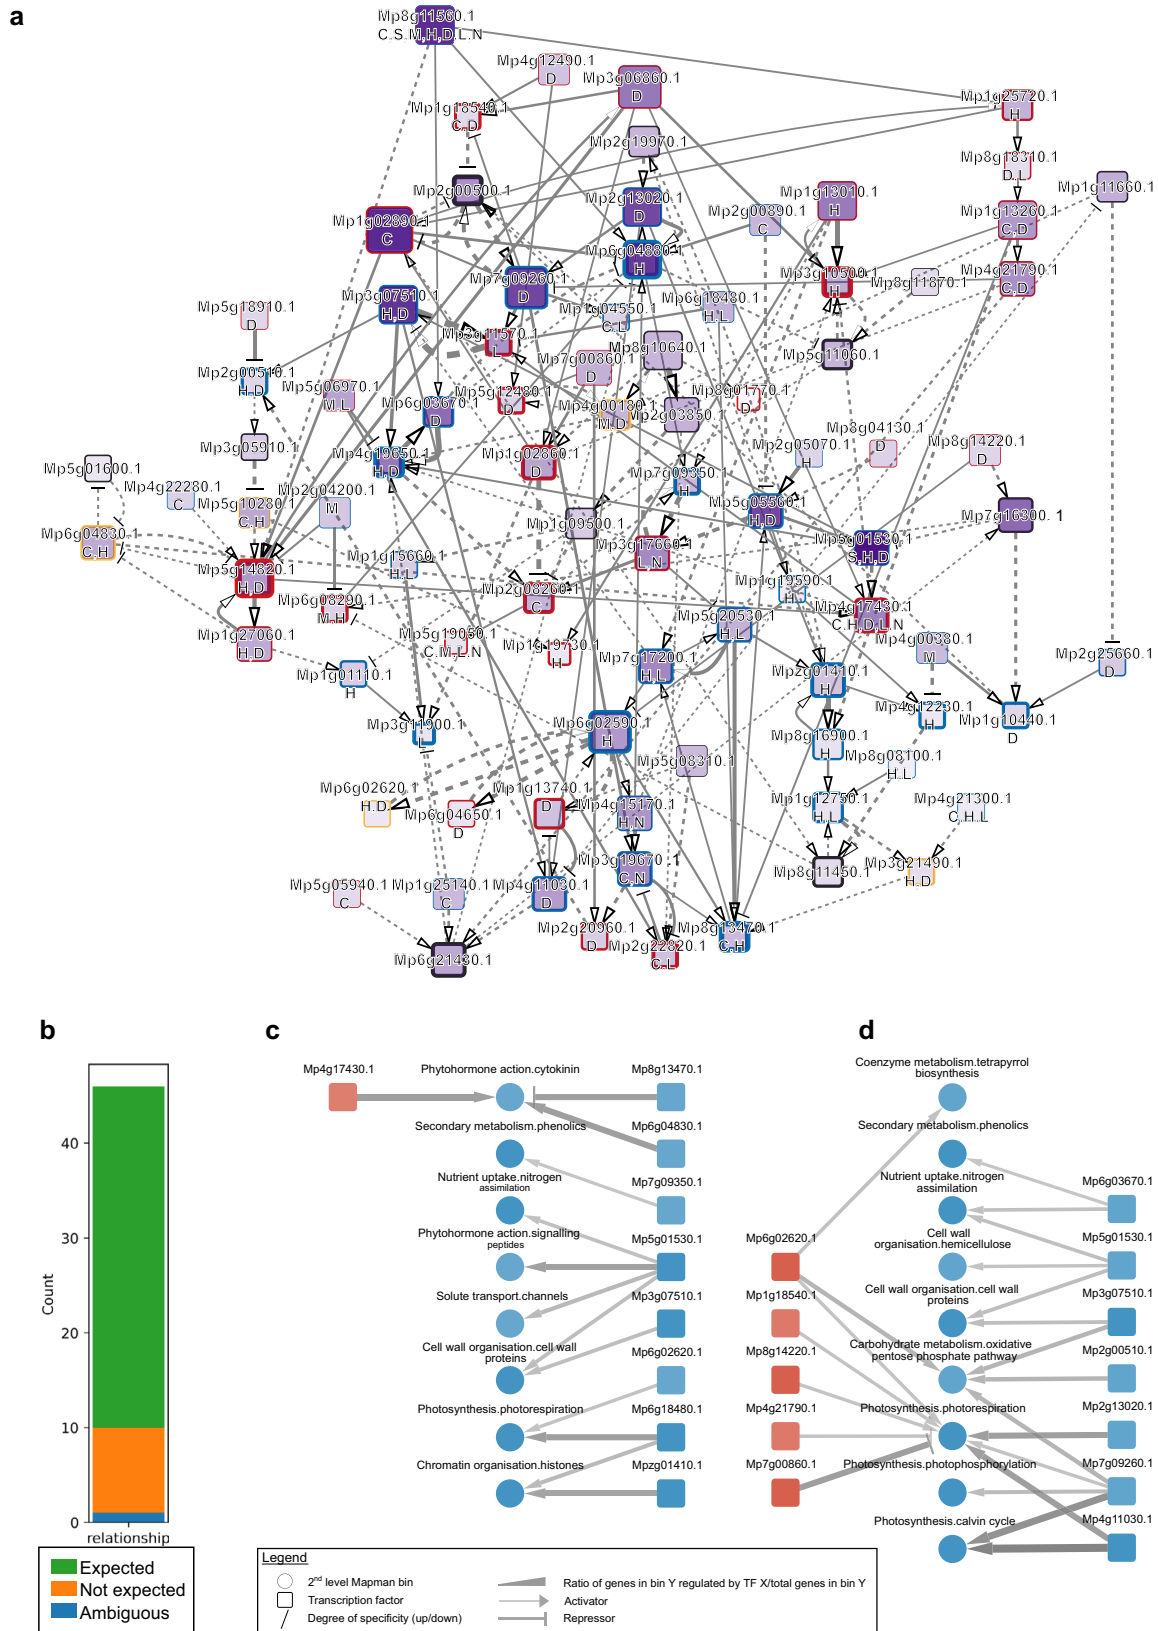 a
Mp8g11560.1
C.S.M,H,D.L.N
Mp4g12490.1
D
Mp3g06860.1
D
Mp1g25720.1
H
Mp1g18540.1
C,D
Mp2g19970.1
Mp8g18310.1
D.L
Mp2g00500.1
Mp1g11660.1
Mp1g13010.1
H
Mp2g13020.1
D
Mp2g00890.1
C
Mp1g13260.1
C,D
Mp1g02890.1
C
Mp6g04880.1
H
Mp7g09260.1
D
Mp3g10500.1
H
Mp8g11870.1
Mp4g21790.1
C,D
Mp3g07510.1
H,D
Mp6g18480.1
H,L
Mp5g18910.1
D
Mp1g04550.1
C,L
Mp3g11570.1
L
Mp8g10640.1
Mp7g00860.1
D
Mp5g11060.1
Mp2g00510.1
H,D
Mp5g06970.1
M,L
Mp5g12480.1
D
Mp8g01770.1
D
Mp6g03670.1
D
Mp4g00180.1
M,D
Mp2g03850.1
Mp8g04130.1
D
Mp3g05910.1
Mp2g05070.1
H
Mp8g14220.1
D
Mp4g19650.1
H,D
Mp1g02860.1
D
Mp5g01600.1
Mp7g09350.1
H
Mp4g22280.1
C
Mp2g04200.1
M
Mp5g10280.1
C,H
Mp5g05560.1
H,D
Mp7g16300.1
Mp1g09500.1
Mp6g04830.1
C,H
Mp3g17660.1
L,N
Mp5g01530.1
S,H,D
Mp1g15660.1
H,L
Mp5g14820.1
H,D
Mp1g19590.1
H
Mp2g08260.1
C
Mp6g08290.1
M,H
Mp4g17430.1
C,H,D,L,N
Mp5g20530.1
H,L
Mp1g27060.1
H,D
Mp5g19050.1
C,M,L,N
Mp1g19730.1
H
Mp4g00380.1
M
Mp7g17200.1
H,L
Mp2g25660.1
D
Mp1g01110.1
H
Mp2g01410.1
H
Mp4g12230.1
H
Mp1g10440.1
D
Mp3g11900.1
L
Mp6g02590.1
H
Mp8g16900.1
H
Mp5g08310.1
Mp8g08100.1
H,L
Mp6g02620.1
H,D
Mp1g13740.1
D
Mp6g04650.1
D
Mp4g15170.1
H,N
Mp1g12750.1
H,L
Mp4g21300.1
C,H,L
Mp3g19670.1
C,N
Mp3g21490.1
H,D
Mp8g11450.1
Mp5g05940.1
C
Mp1g25140.1
C
Mp4g11030.1
D
Mp2g20960.1
D
Mp8g13470.1
C,H
Mp2g22820.1
C,L
Mp6g21430.1
b
Count
40
30
20
10
0
relationship
Expected
Not expected
Ambiguous
c
Mp4g17430.1
Phytohormone action.cytokinin
Mp8g13470.1
Secondary metabolism.phenolics
Mp6g04830.1
Nutrient uptake.nitrogen
assimilation
Mp7g09350.1
Phytohormone action.signalling
peptides
Mp5g01530.1
Solute transport.channels
Mp3g07510.1
Cell wall organisation.cell wall
proteins
Mp6g02620.1
Photosynthesis.photorespiration
Mp6g18480.1
Chromatin organisation.histones
Mpzg01410.1
d
Coenzyme metabolism.tetrapyrrol
biosynthesis
Secondary metabolism.phenolics
Nutrient uptake.nitrogen
assimilation
Mp6g03670.1
Cell wall
organisation.hemicellulose
Mp6g02620.1
Mp5g01530.1
Cell wall organisation.cell wall
proteins
Mp1g18540.1
Mp3g07510.1
Carbohydrate metabolism.oxidative
pentose phosphate pathway
Mp8g14220.1
Mp2g00510.1
Photosynthesis.photorespiration
Mp4g21790.1
Mp2g13020.1
Photosynthesis.photophosphorylation
Mp7g00860.1
Mp7g09260.1
Photosynthesis.calvin cycle
Mp4g11030.1
Legend
2nd level Mapman bin
Transcription factor
Degree of specificity (up/down)
Ratio of genes in bin Y regulated by TF X/total genes in bin Y
Activator
Repressor